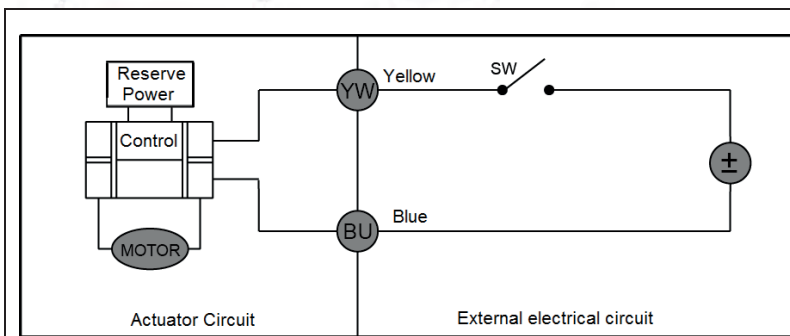 Reserve
Power
Control
MOTOR
YW
Yellow
SW
±
BU
Blue
Actuator Circuit
External electrical circuit